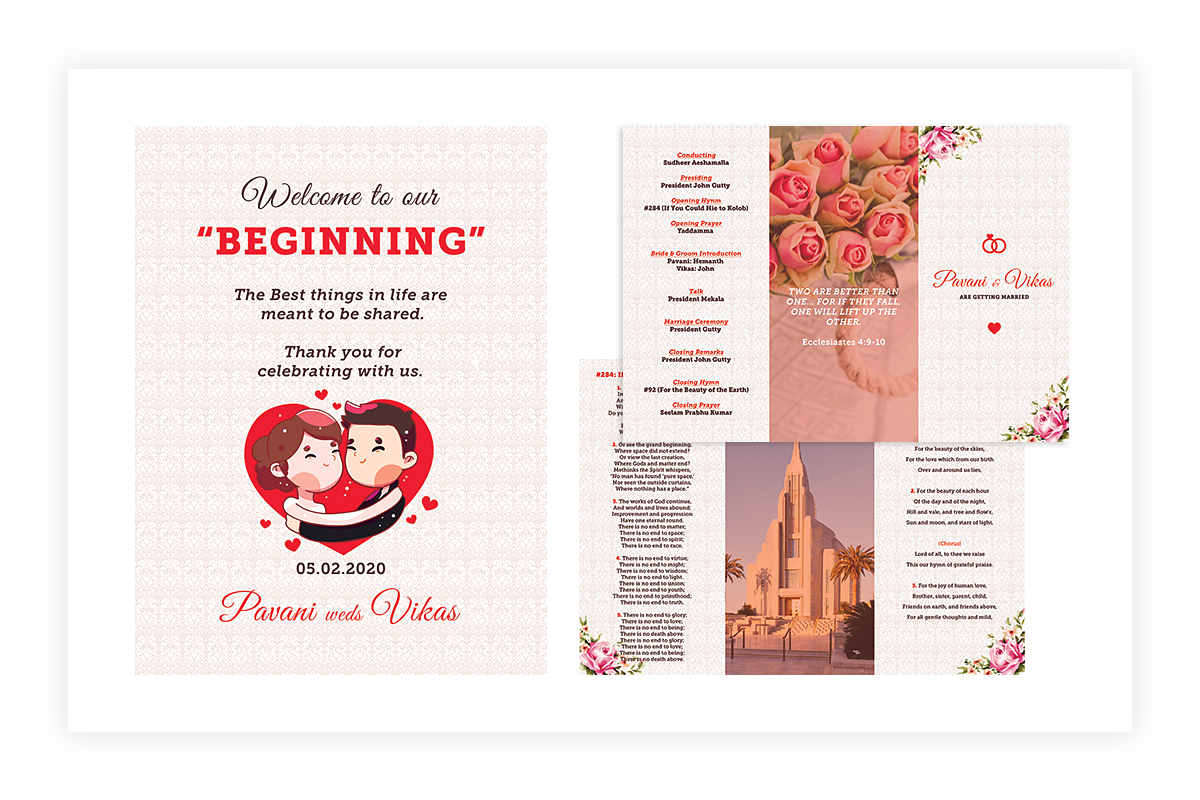 Welcome to our
“BEGINNING”
The Best things in life are
meant to be shared.
Thank you for
celebrating with us.
05.02.2020
Pavani weds Vikas
Conducting
Sudheer Aeshamalla
Presiding
President John Gutty
Opening Hynm
#284 (If You Could Hie to Kolob)
Opening Prayer
Yaddamma
Bride & Groom Introduction
Pavani: Hemanth
Vikas: John
Talk
President Mekala
Marriage Ceremony
President Gutty
Closing Remarks
President John Gutty
Closing Hymn
#92 (For the Beauty of the Earth)
Closing Prayer
Seelam Prabhu Kumar
TWO ARE BETTER THAN
ONE... FOR IF THEY FALL,
ONE WILL LIFT UP THE
OTHER.
Ecclesiastes 4:9-10
Pavani & Vikas
ARE GETTING MARRIED
#284: If
1.
Do yo
2. Or see the grand beginning,
Where space did not extend?
Or view the last creation,
Where Gods and matter end?
Methinks the Spirit whispers,
"No man has found 'pure space,'
Nor seen the outside curtains,
Where nothing has a place."
3. The works of God continue,
And worlds and lives abound;
Improvement and progression
Have one eternal round.
There is no end to matter;
There is no end to space;
There is no end to spirit;
There is no end to race.
4. There is no end to virtue;
There is no end to might;
There is no end to wisdom;
There is no end to light.
There is no end to union;
There is no end to youth;
There is no end to priesthood;
There is no end to truth.
5. There is no end to glory;
There is no end to love;
There is no end to being;
There is no death above.
There is no end to glory;
There is no end to love;
There is no end to being;
There is no death above.
For the beauty of the skies,
For the love which from our birth
Over and around us lies,
2. For the beauty of each hour
Of the day and of the night,
Hill and vale, and tree and flow'r,
Sun and moon, and stars of light,
(Chorus)
Lord of all, to thee we raise
This our hymn of grateful praise.
3. For the joy of human love,
Brother, sister, parent, child,
Friends on earth, and friends above,
For all gentle thoughts and mild,